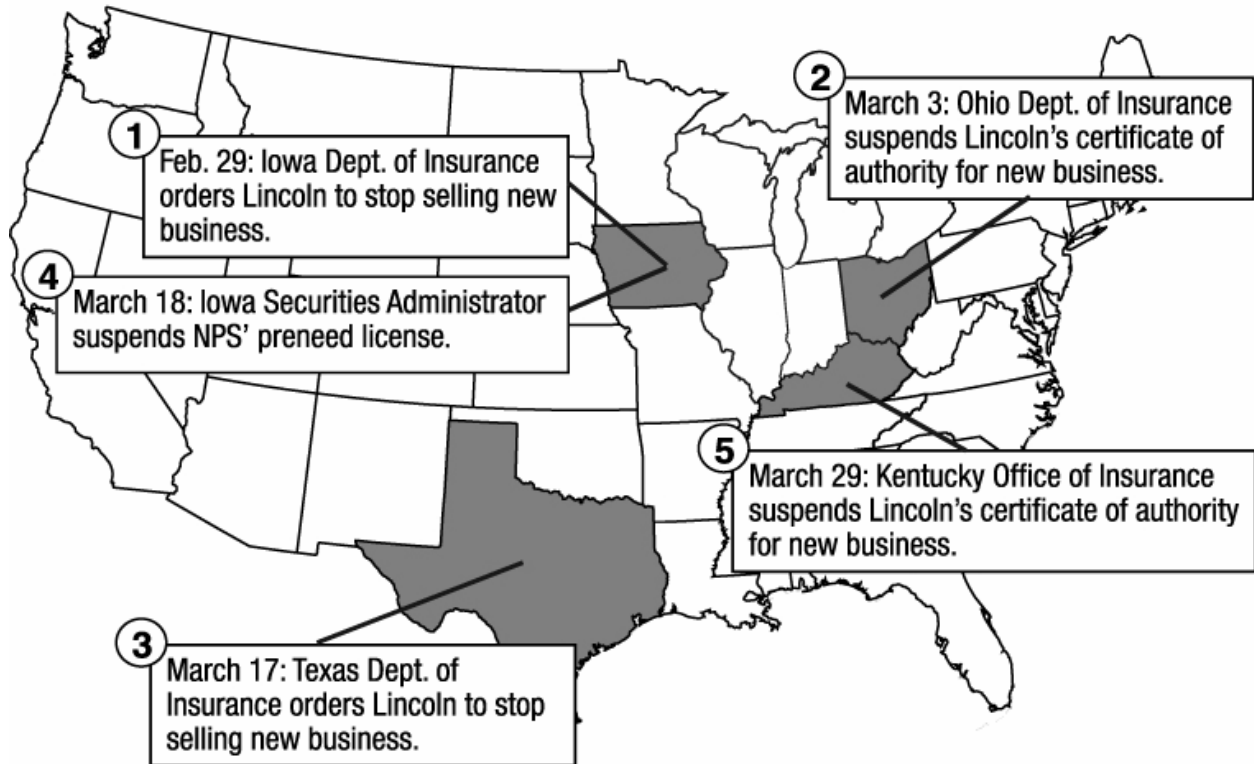 1
Feb. 29: Iowa Dept. of Insurance
orders Lincoln to stop selling new
business.
2
March 3: Ohio Dept. of Insurance
suspends Lincoln's certificate of
authority for new business.
3
March 17: Texas Dept. of
Insurance orders Lincoln to stop
selling new business.
4
March 18: Iowa Securities Administrator
suspends NPS' preneed license.
5
March 29: Kentucky Office of Insurance
suspends Lincoln's certificate of authority
for new business.